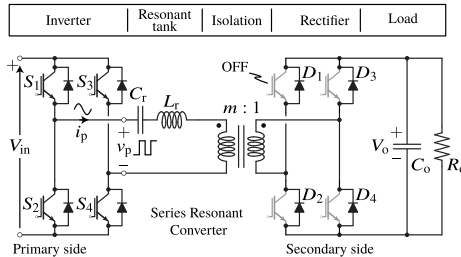 Inverter
Resonant
tank
Isolation
Rectifier
Load
OFF
S1
S3
Cr
Lr
m : 1
D1
D3
+
ip
+
vp
−
Vin
Vo
+
−
Co
S2
S4
D2
D4
−
Series Resonant
Converter
Primary side
Secondary side